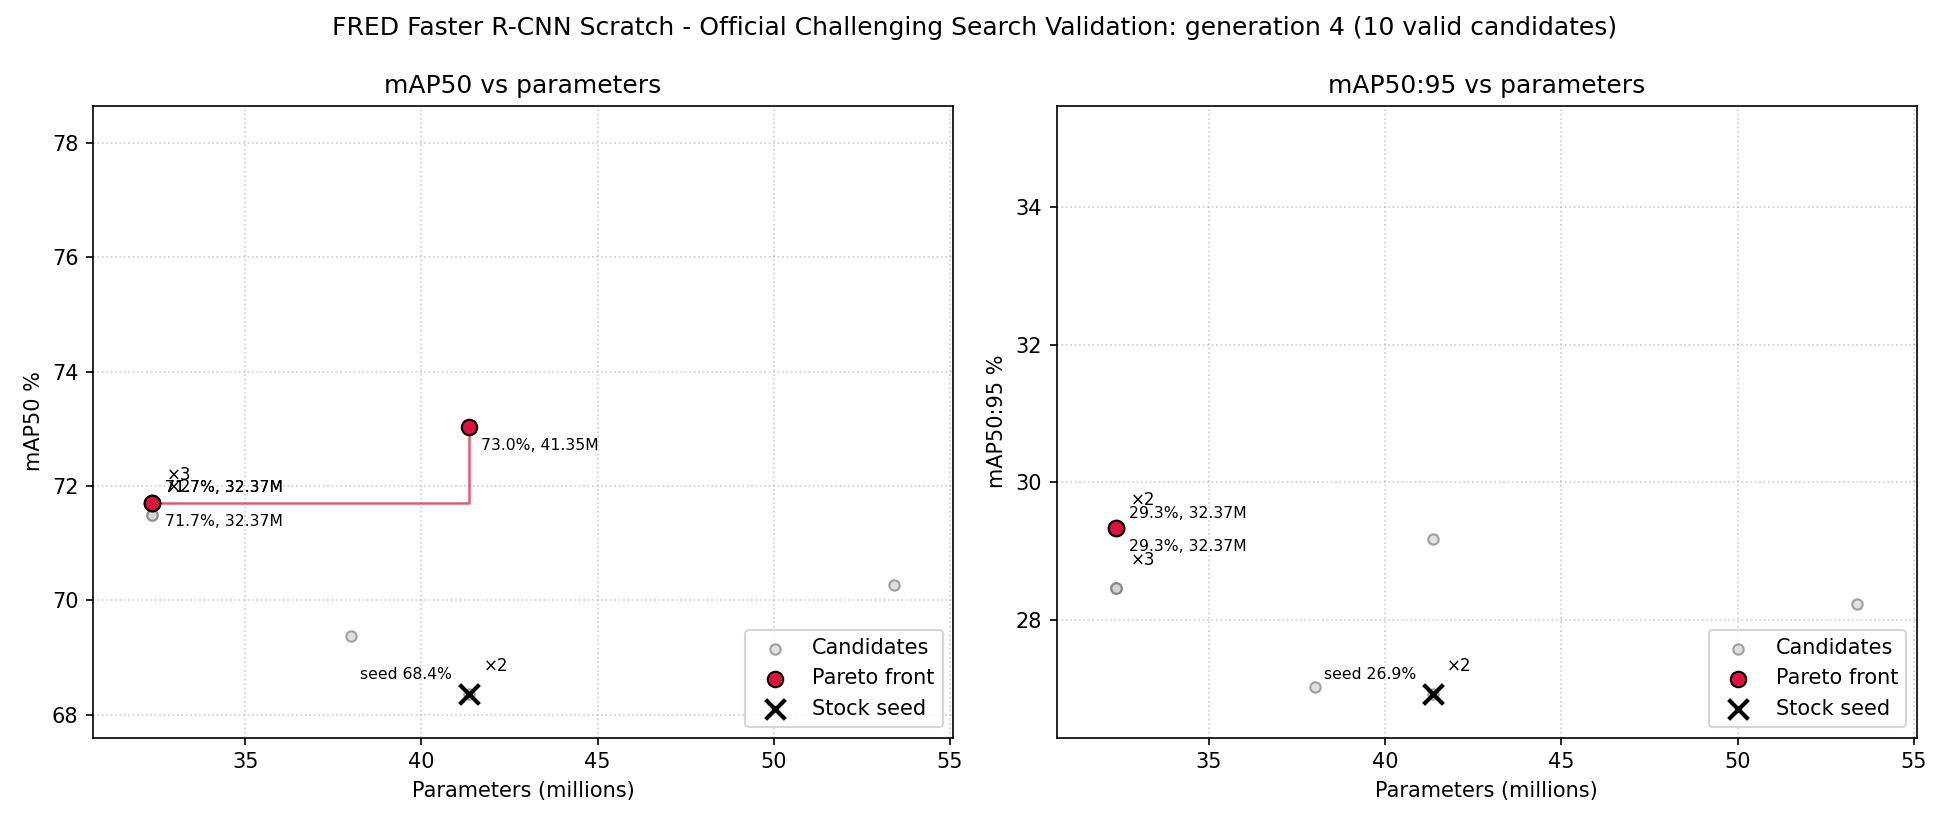 FRED Faster R-CNN Scratch - Official Challenging Search Validation: generation 4 (10 valid candidates)
mAP50 vs parameters
mAP50 %
78
76
74
72
70
68
73.0%, 41.35M
×3
71.7%, 32.37M
×2
71.7%, 32.37M
seed 68.4%
×2
Candidates
Pareto front
Stock seed
35
40
45
50
55
Parameters (millions)
mAP50:95 vs parameters
mAP50:95 %
34
32
30
28
×2
29.3%, 32.37M
29.3%, 32.37M
×3
seed 26.9%
×2
Candidates
Pareto front
Stock seed
35
40
45
50
55
Parameters (millions)